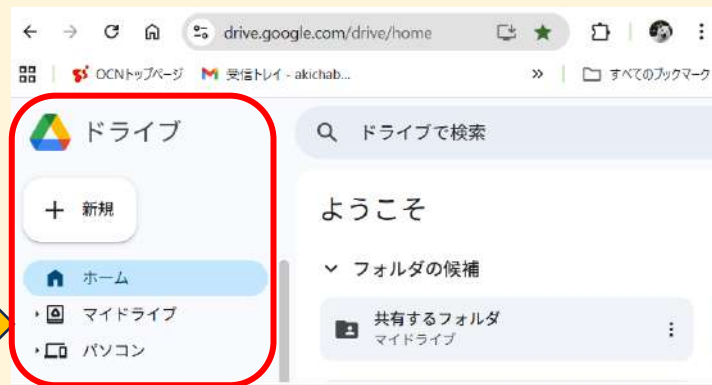 drive.google.com/drive/home
OCNトップページ 受信トレイ - akichab... » すべてのブックマーク
ドライブ
ドライブで検索
+ 新規
ようこそ
ホーム
フォルダの候補
マイドライブ
共有するフォルダ
マイドライブ
パソコン